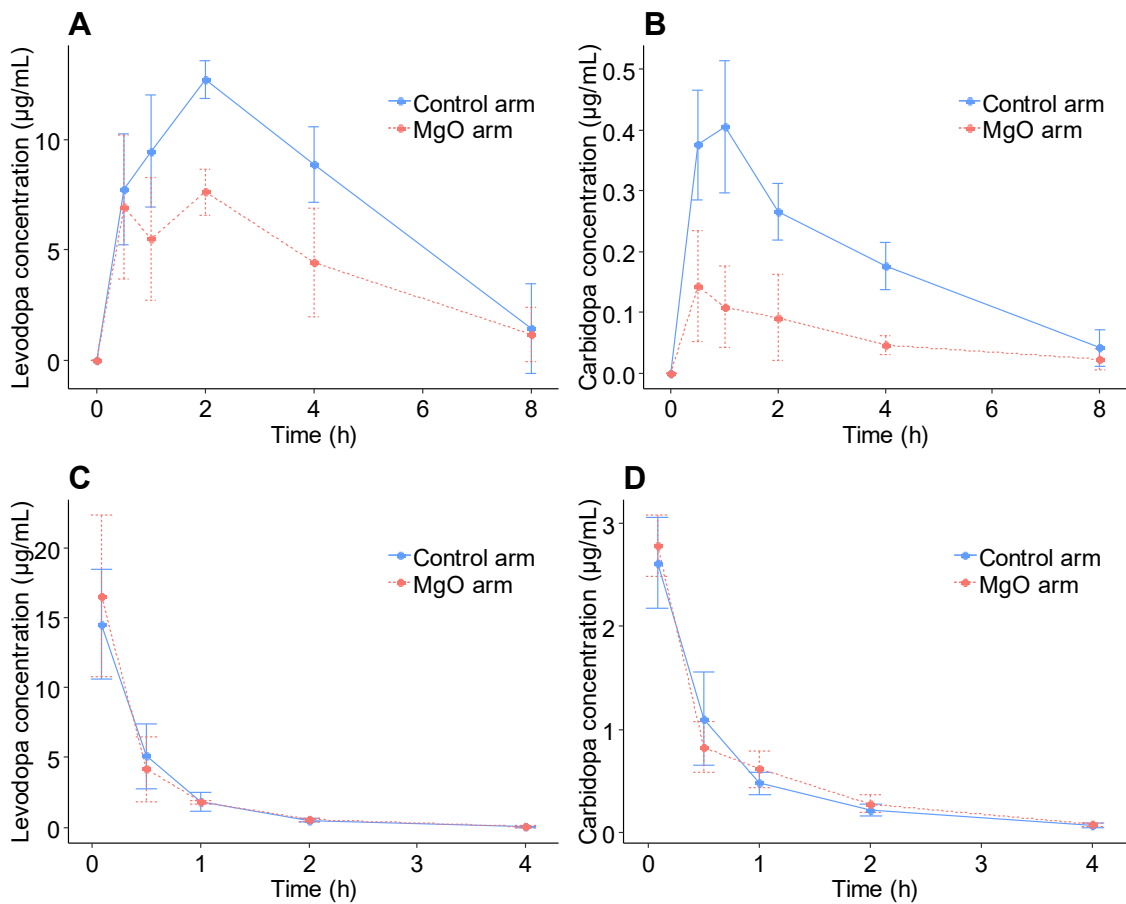 A
Levodopa concentration (µg/mL)
10
5
0
Control arm
MgO arm
0 2 4 6 8
Time (h)
B
Carbidopa concentration (µg/mL)
0.5
0.4
0.3
0.2
0.1
0.0
Control arm
MgO arm
0 2 4 6 8
Time (h)
C
Levodopa concentration (µg/mL)
20
15
10
5
0
Control arm
MgO arm
0 1 2 3 4
Time (h)
D
Carbidopa concentration (µg/mL)
3
2
1
0
Control arm
MgO arm
0 1 2 3 4
Time (h)